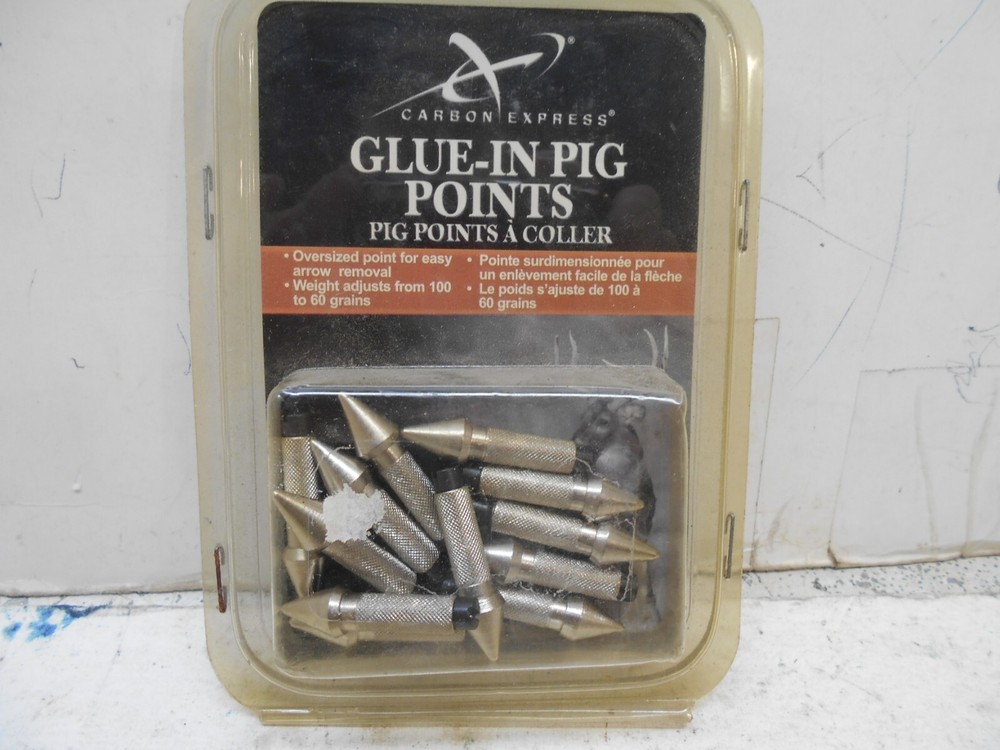 CARBON EXPRESS®
GLUE-IN PIG
POINTS
PIG POINTS À COLLER
• Oversized point for easy
arrow removal
• Weight adjusts from 100
to 60 grains
• Pointe surdimensionnée pour
un enlèvement facile de la flèche
• Le poids s'ajuste de 100 à
60 grains